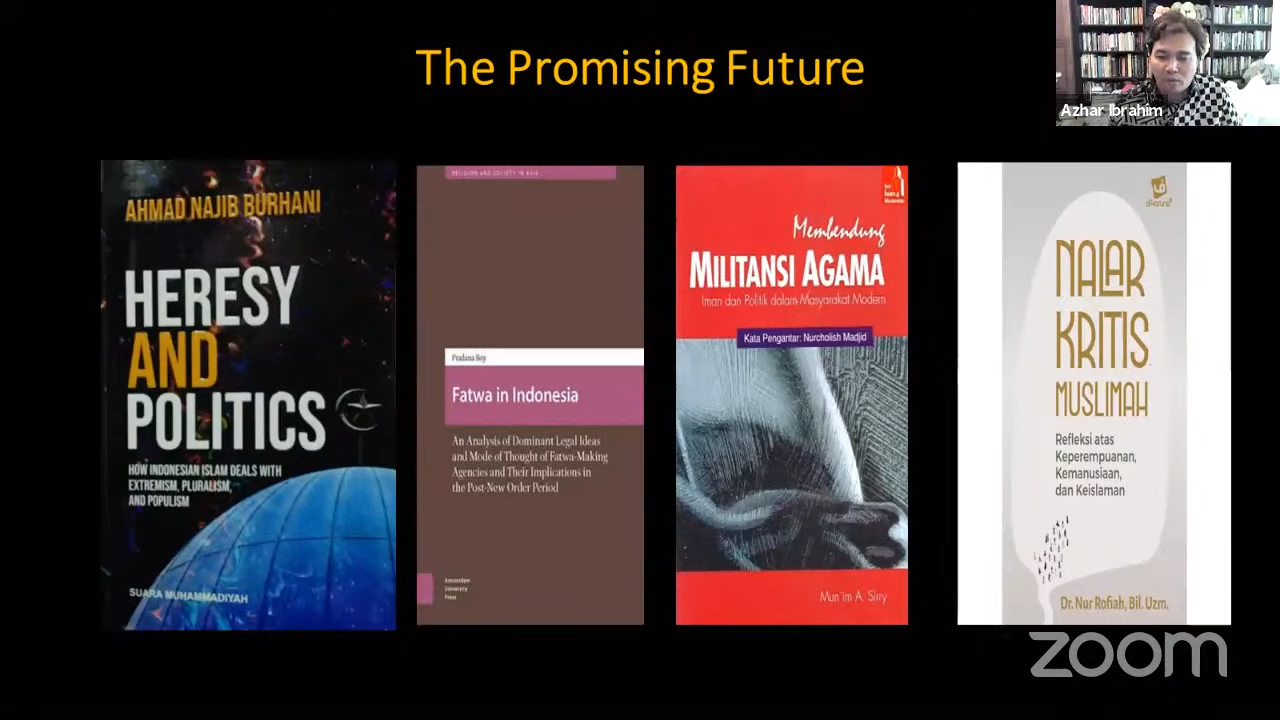 The Promising Future
Azhar Ibrahim
AHMAD NAJIB BURHANI
HERESY
AND
POLITICS
HOW INDONESIAN ISLAM DEALS WITH
EXTREMISM, PLURALISM,
AND POPULISM
SUARA MUHAMMADIYAH
RELIGION AND SOCIETY IN ASIA
Pradana Boy
Fatwa in Indonesia
An Analysis of Dominant Legal Ideas
and Mode of Thought of Fatwa-Making
Agencies and Their Implications in
the Post-New Order Period
Amsterdam
University
Press
Membendung
MILITANSI AGAMA
Iman dan Politik dalam Masyarakat Modern
Kata Pengantar: Nurcholish Madjid
Mun'im A. Sirry
NALAR
KRITIS
MUSLIMAH
Refleksi atas
Keperempuanan,
Kemanusiaan,
dan Keislaman
Dr. Nur Rofiah, Bil. Uzm.
zoom